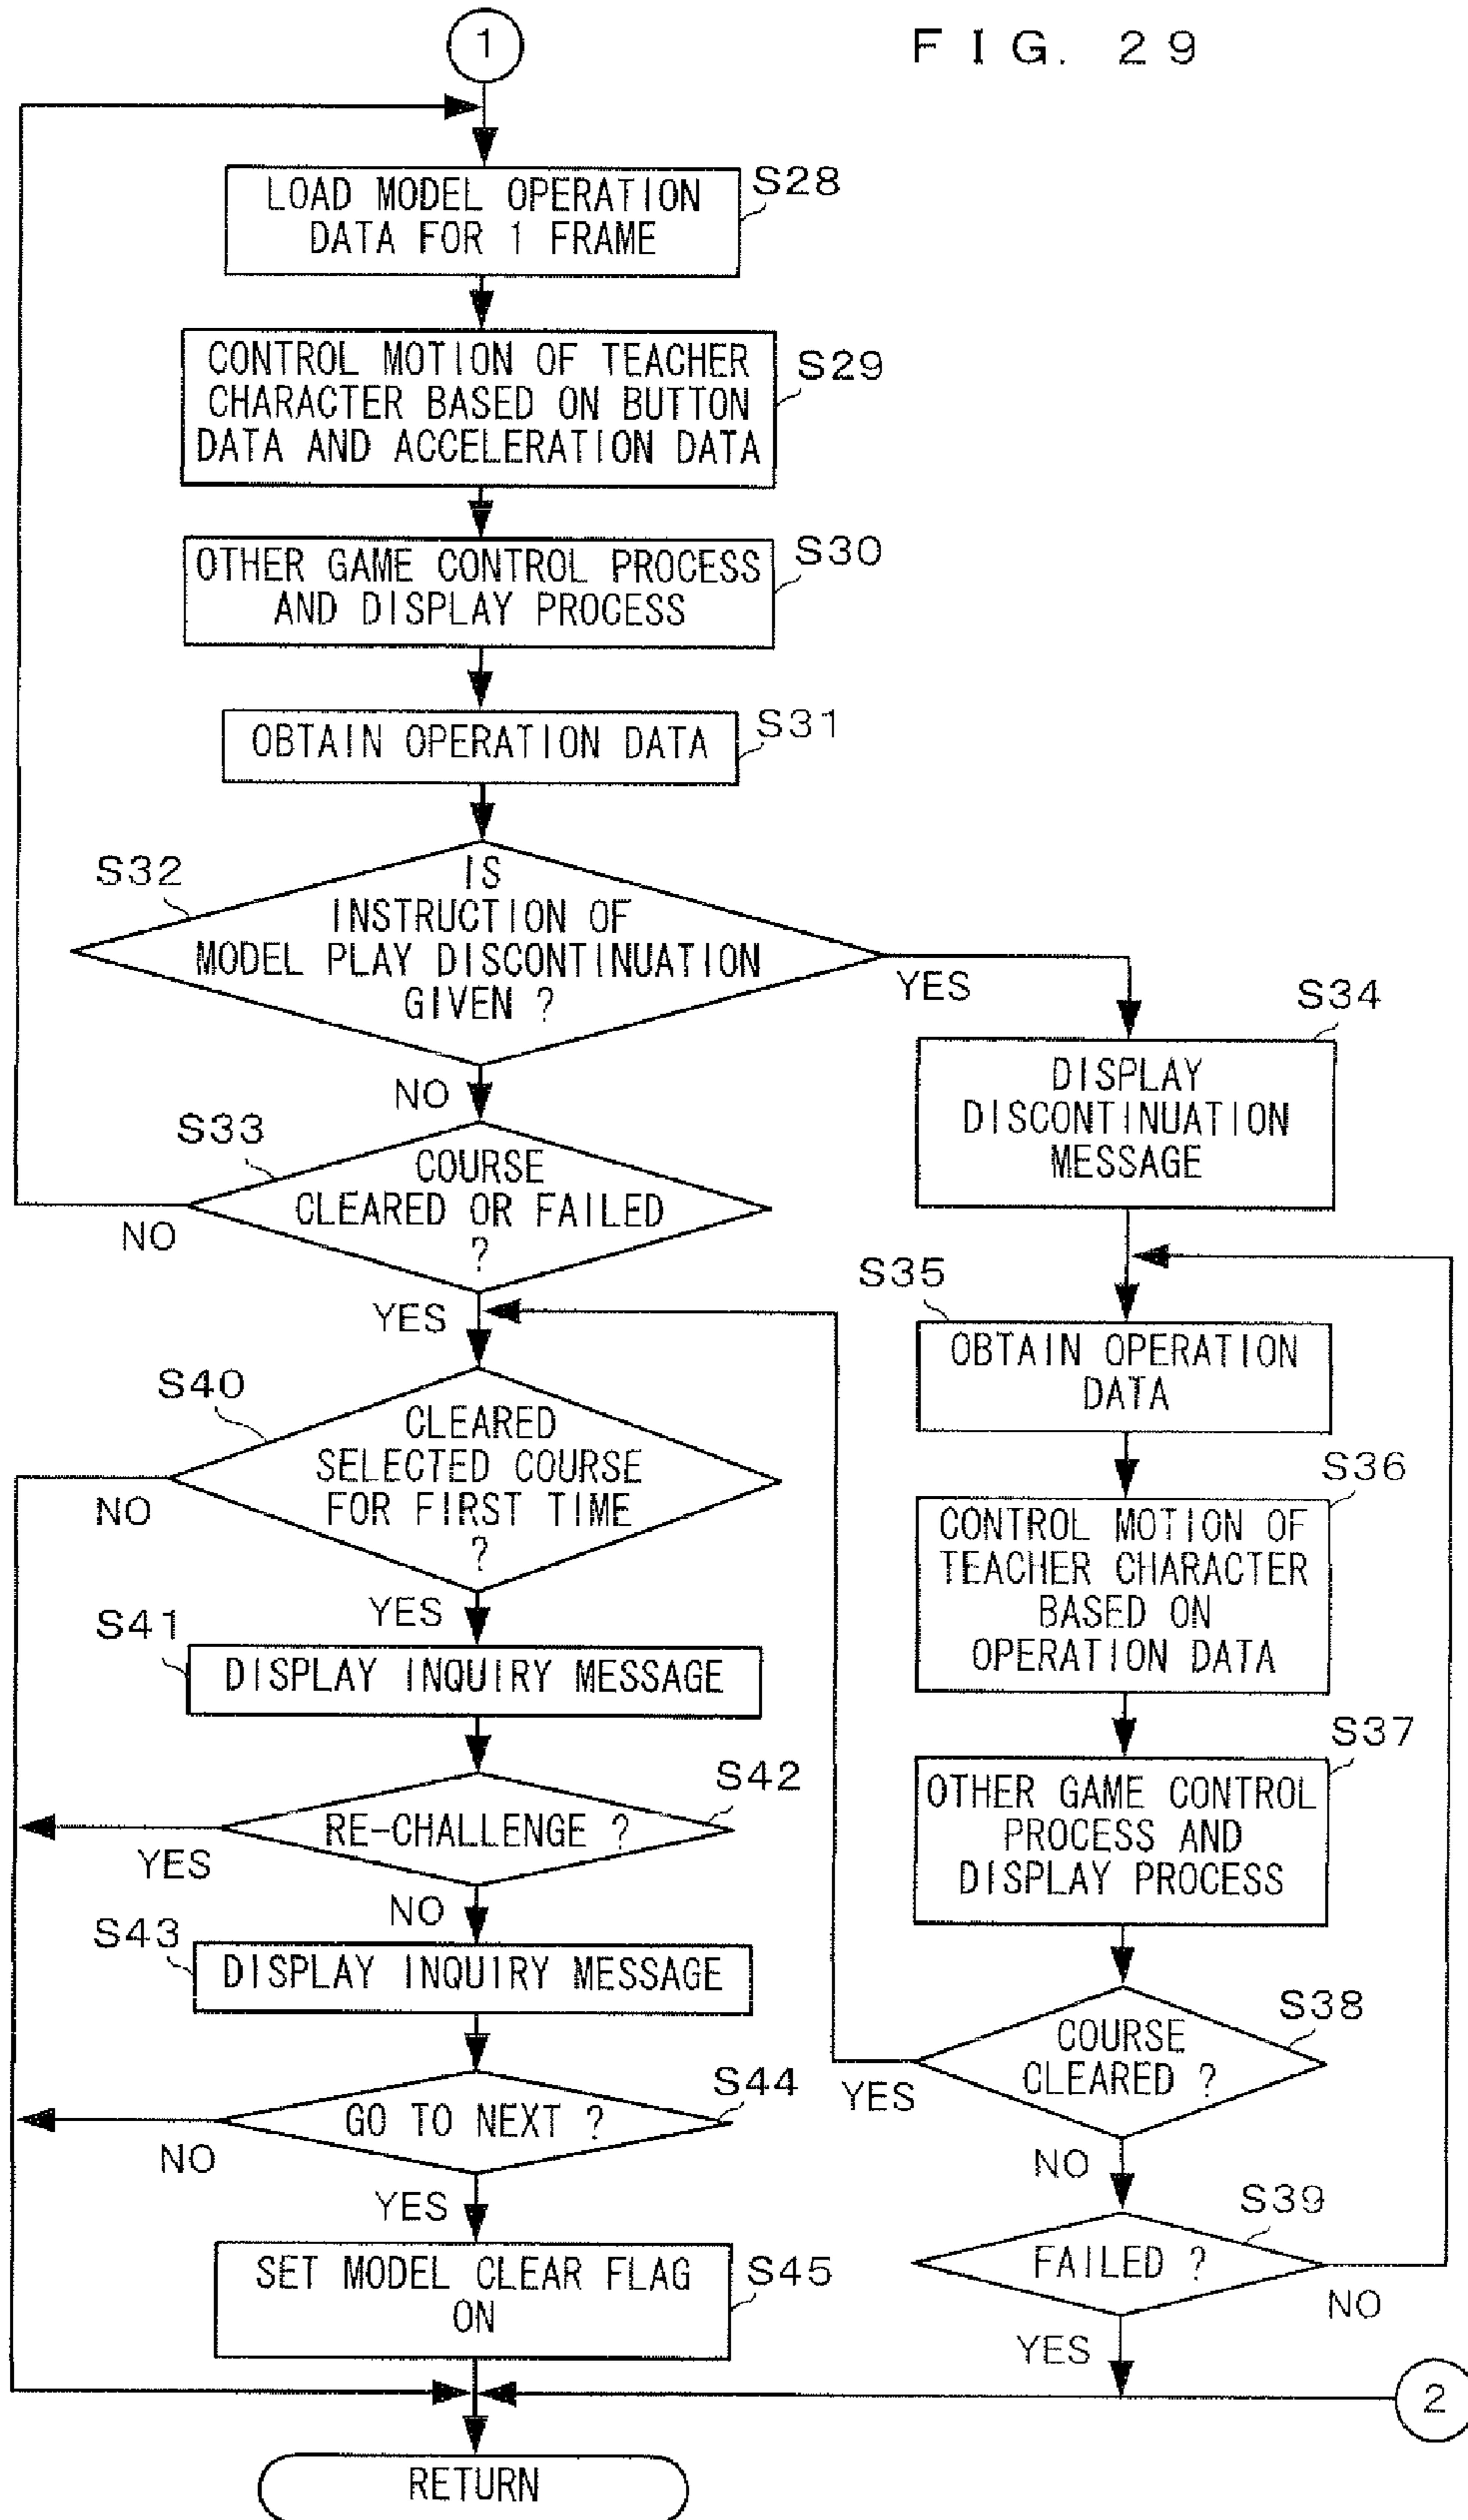 FIG. 29
1
LOAD MODEL OPERATION
DATA FOR 1 FRAME
S28
CONTROL MOTION OF TEACHER
CHARACTER BASED ON BUTTON
DATA AND ACCELERATION DATA
S29
OTHER GAME CONTROL PROCESS
AND DISPLAY PROCESS
S30
OBTAIN OPERATION DATA
S31
S32
IS
INSTRUCTION OF
MODEL PLAY DISCONTINUATION
GIVEN ?
YES
NO
S33
COURSE
CLEARED OR FAILED
?
NO
YES
S34
DISPLAY
DISCONTINUATION
MESSAGE
S35
OBTAIN OPERATION
DATA
S36
CONTROL MOTION OF
TEACHER CHARACTER
BASED ON
OPERATION DATA
S37
OTHER GAME CONTROL
PROCESS AND
DISPLAY PROCESS
S38
COURSE
CLEARED ?
YES
NO
S39
FAILED ?
NO
YES
S40
CLEARED
SELECTED COURSE
FOR FIRST TIME
?
NO
YES
S41
DISPLAY INQUIRY MESSAGE
S42
RE-CHALLENGE ?
YES
NO
S43
DISPLAY INQUIRY MESSAGE
S44
GO TO NEXT ?
NO
YES
SET MODEL CLEAR FLAG
ON
S45
2
RETURN